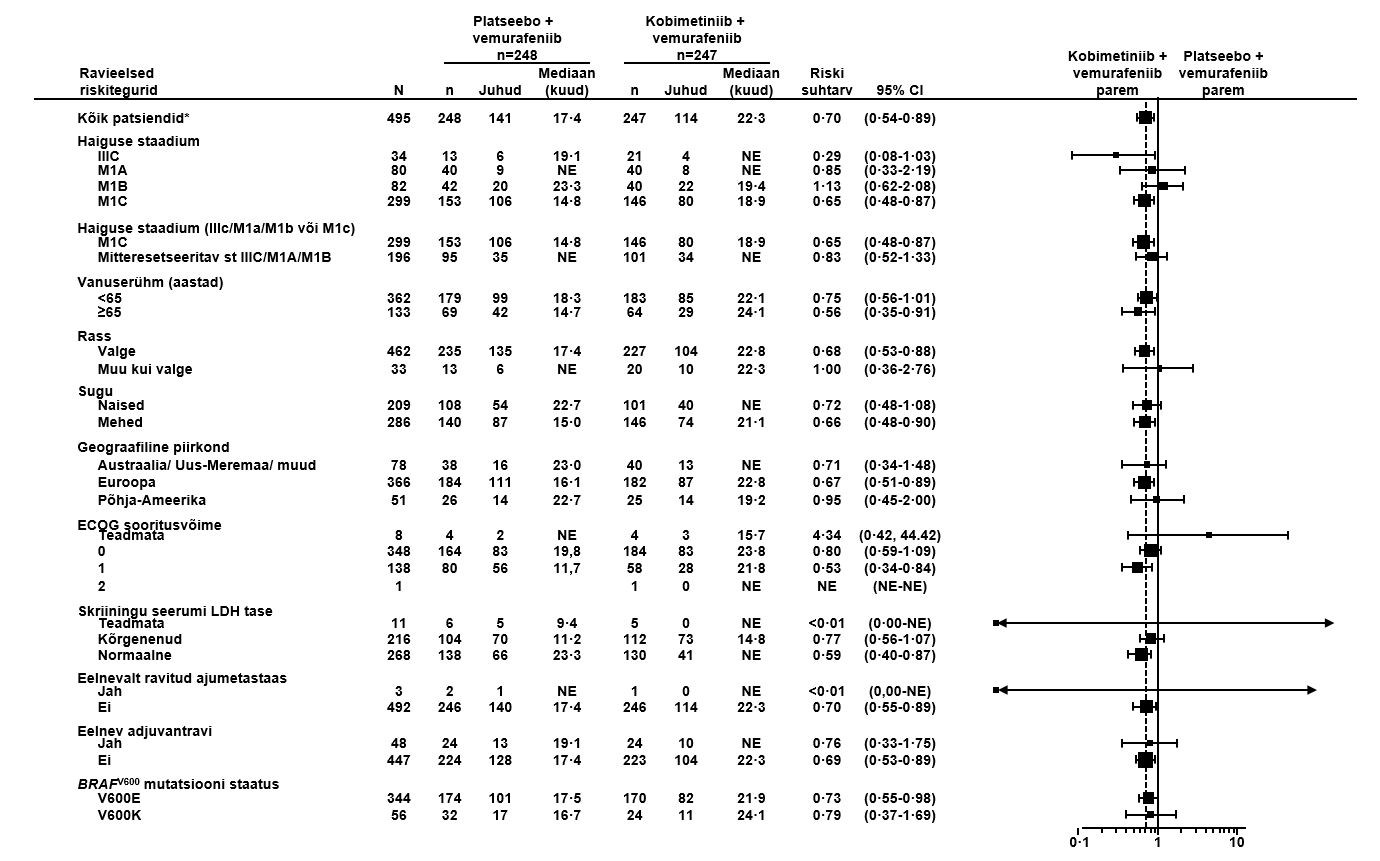 Platseebo + vemurafeniib n=248
Kobimetiniib + vemurafeniib n=247
Kobimetiniib + vemurafeniib parem
Platseebo + vemurafeniib parem
Ravieelsed riskitegurid N n Juhud Mediaan (kuud) n Juhud Mediaan (kuud) Riski suhtarv 95% CI
Kõik patsiendid* 495 248 141 17·4 247 114 22·3 0·70 (0·54-0·89)
Haiguse staadium
IIIC 34 13 6 19·1 21 4 NE 0·29 (0·08-1·03)
M1A 80 40 9 NE 40 8 NE 0·85 (0·33-2·19)
M1B 82 42 20 23·3 40 22 19·4 1·13 (0·62-2·08)
M1C 299 153 106 14·8 146 80 18·9 0·65 (0·48-0·87)
Haiguse staadium (IIIc/M1a/M1b või M1c)
M1C 299 153 106 14·8 146 80 18·9 0·65 (0·48-0·87)
Mitteresetseeritav st IIIC/M1A/M1B 196 95 35 NE 101 34 NE 0·83 (0·52-1·33)
Vanuserühm (aastad)
<65 362 179 99 18·3 183 85 22·1 0·75 (0·56-1·01)
≥65 133 69 42 14·7 64 29 24·1 0·56 (0·35-0·91)
Rass
Valge 462 235 135 17·4 227 104 22·8 0·68 (0·53-0·88)
Muu kui valge 33 13 6 NE 20 10 22·3 1·00 (0·36-2·76)
Sugu
Naised 209 108 54 22·7 101 40 NE 0·72 (0·48-1·08)
Mehed 286 140 87 15·0 146 74 21·1 0·66 (0·48-0·90)
Geograafiline piirkond
Austraalia/ Uus-Meremaa/ muud 78 38 16 23·0 40 13 NE 0·71 (0·34-1·48)
Euroopa 366 184 111 16·1 182 87 22·8 0·67 (0·51-0·89)
Põhja-Ameerika 51 26 14 22·7 25 14 19·2 0·95 (0·45-2·00)
ECOG sooritusvõime
Teadmata 8 4 2 NE 4 3 15·7 4·34 (0·42, 44.42)
0 348 164 83 19,8 184 83 23·8 0·80 (0·59-1·09)
1 138 80 56 11,7 58 28 21·8 0·53 (0·34-0·84)
2 1 1 0 NE NE (NE-NE)
Skriiningu seerumi LDH tase
Teadmata 11 6 5 9·4 5 0 NE <0·01 (0·00-NE)
Kõrgenenud 216 104 70 11·2 112 73 14·8 0·77 (0·56-1·07)
Normaalne 268 138 66 23·3 130 41 NE 0·59 (0·40-0·87)
Eelnevalt ravitud ajumetastaas
Jah 3 2 1 NE 1 0 NE <0·01 (0,00-NE)
Ei 492 246 140 17·4 246 114 22·3 0·70 (0·55-0·89)
Eelnev adjuvantravi
Jah 48 24 13 19·1 24 10 NE 0·76 (0·33-1·75)
Ei 447 224 128 17·4 223 104 22·3 0·69 (0·53-0·89)
BRAFV600 mutatsiooni staatus
V600E 344 174 101 17·5 170 82 21·9 0·73 (0·55-0·98)
V600K 56 32 17 16·7 24 11 24·1 0·79 (0·37-1·69)
0·1 1 10